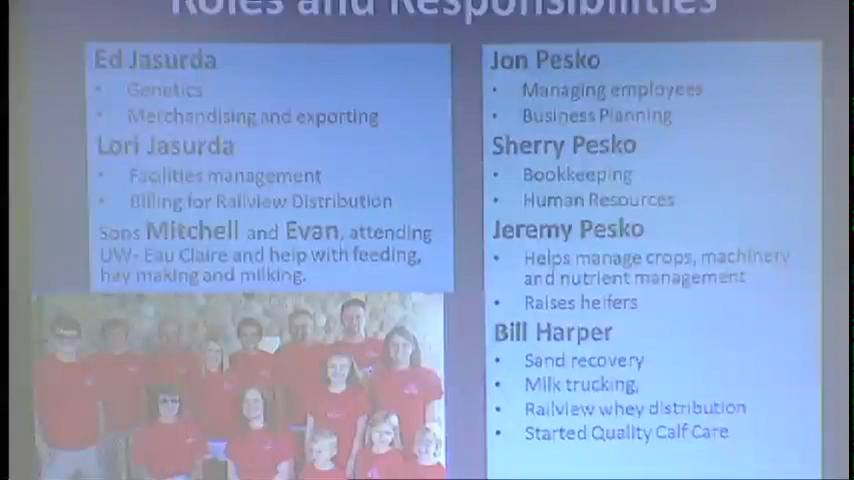 Roles and Responsibilities
Ed Jasurda
• Genetics
• Merchandising and exporting
Lori Jasurda
• Facilities management
• Billing for Railview Distribution
Sons Mitchell and Evan, attending
UW- Eau Claire and help with feeding,
hay making and milking.
Jon Pesko
• Managing employees
• Business Planning
Sherry Pesko
• Bookkeeping
• Human Resources
Jeremy Pesko
• Helps manage crops, machinery
and nutrient management
• Raises heifers
Bill Harper
• Sand recovery
• Milk trucking,
• Railview whey distribution
• Started Quality Calf Care